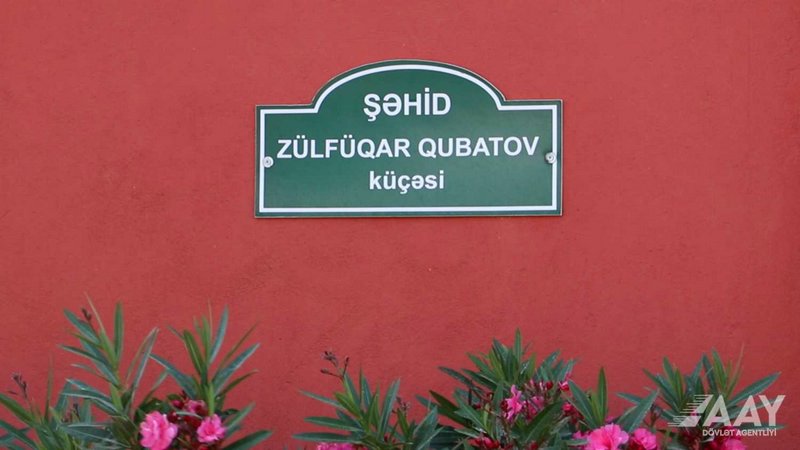 ŞƏHİD
ZÜLFÜQAR QUBATOV
küçəsi
AAY
DÖVLƏT AGENTLİYİ